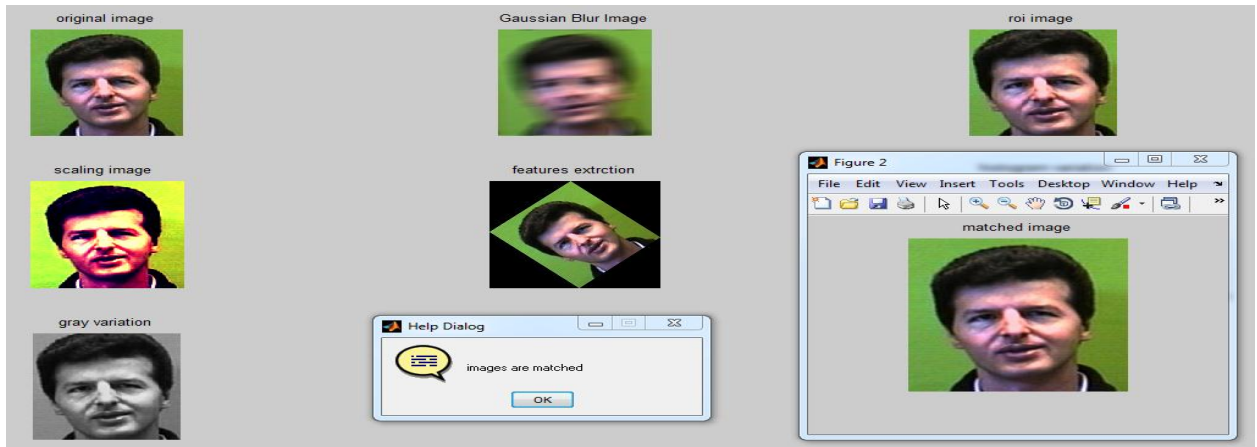 original image
Gaussian Blur Image
roi image
scaling image
features extrction
Figure 2
File Edit View Insert Tools Desktop Window Help
matched image
gray variation
Help Dialog
images are matched
OK